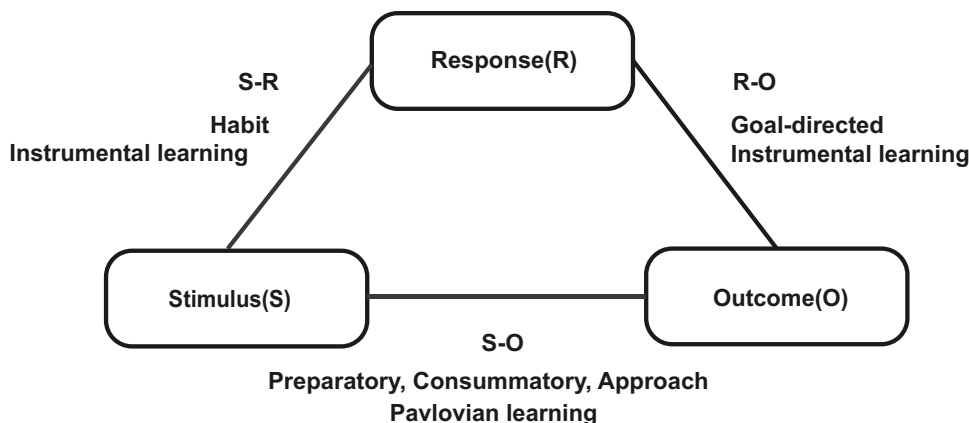 Response(R)
S-R
R-O
Habit
Instrumental learning
Goal-directed
Instrumental learning
Stimulus(S)
Outcome(O)
S-O
Preparatory, Consummatory, Approach
Pavlovian learning